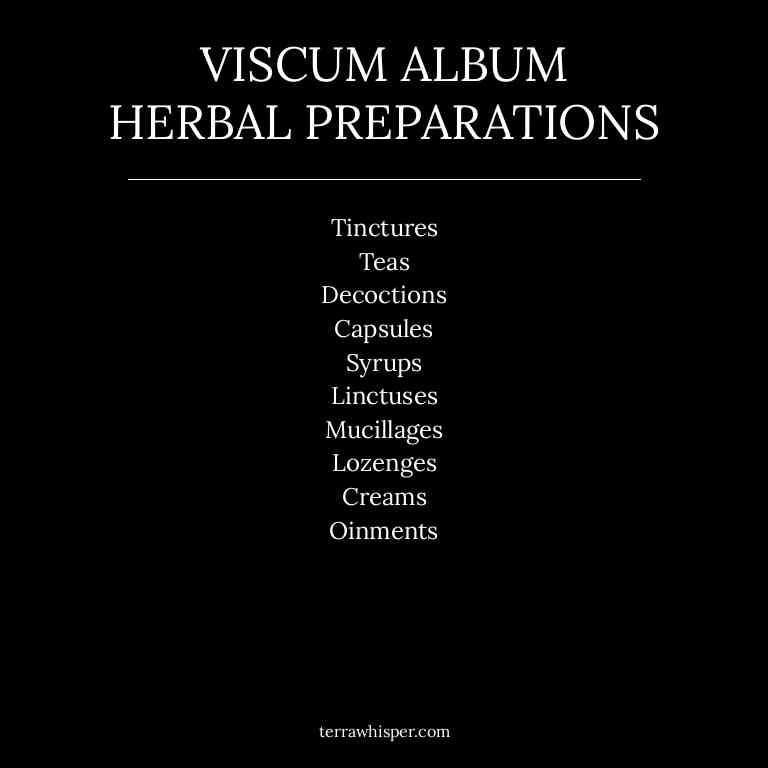 VISCUM ALBUM
HERBAL PREPARATIONS
Tinctures
Teas
Decoctions
Capsules
Syrups
Linctuses
Mucillages
Lozenges
Creams
Oinments
terrawhisper.com